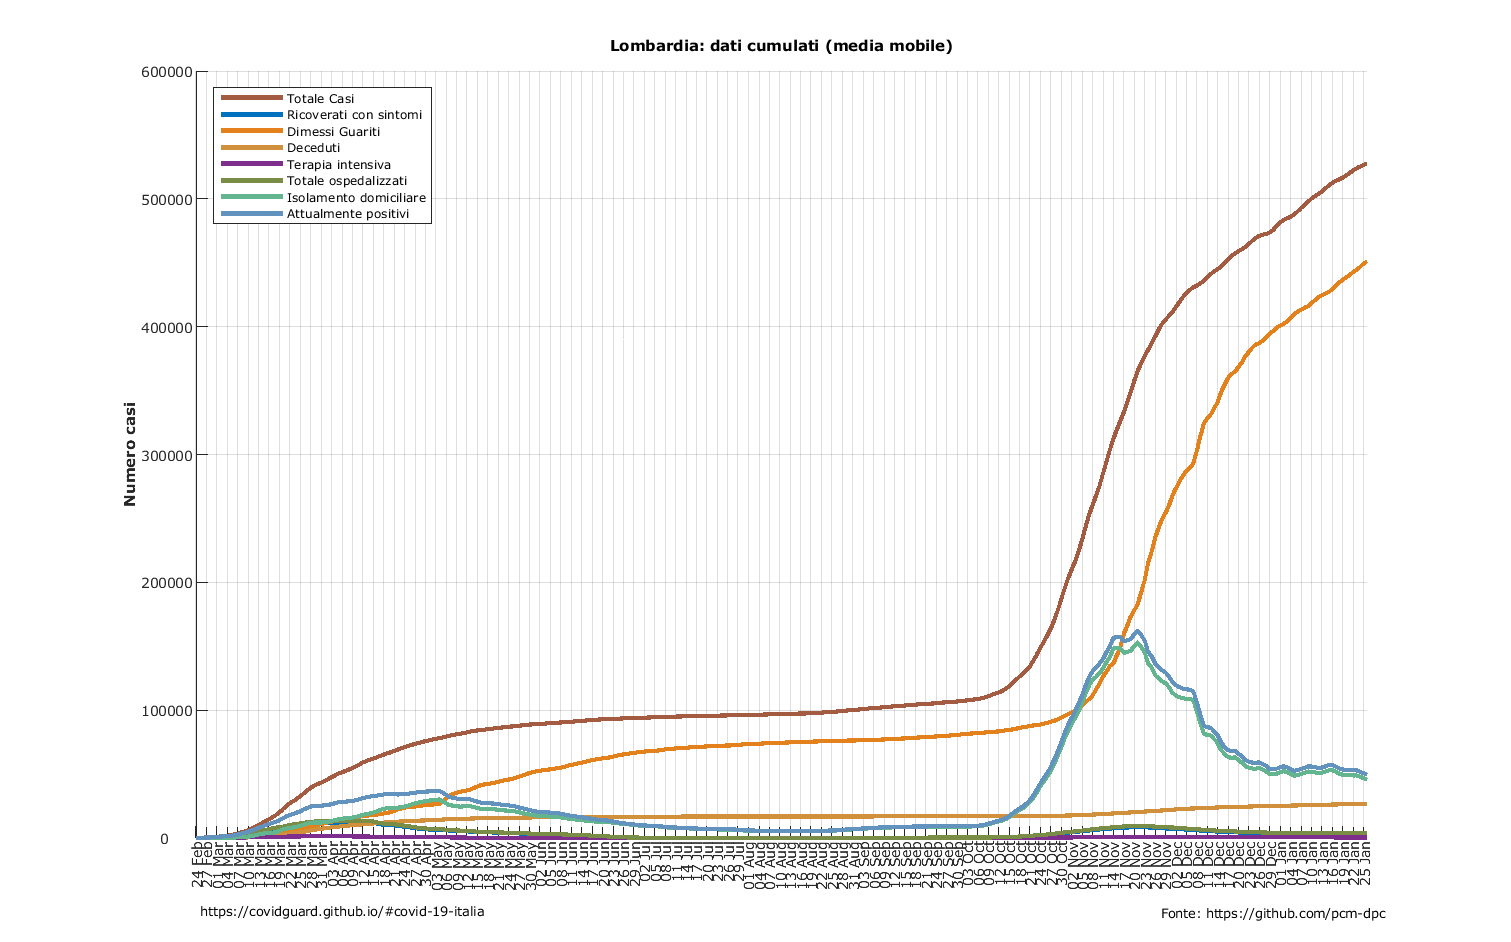 Lombardia: dati cumulati (media mobile)
600000
500000
400000
300000
200000
100000
0
Numero casi
Totale Casi
Ricoverati con sintomi
Dimessi Guariti
Deceduti
Terapia intensiva
Totale ospedalizzati
Isolamento domiciliare
Attualmente positivi
24 Feb
27 Feb
01 Mar
04 Mar
07 Mar
10 Mar
13 Mar
16 Mar
19 Mar
22 Mar
25 Mar
28 Mar
31 Mar
03 Apr
06 Apr
09 Apr
12 Apr
15 Apr
18 Apr
21 Apr
24 Apr
27 Apr
30 Apr
03 May
06 May
09 May
12 May
15 May
18 May
21 May
24 May
27 May
30 May
02 Jun
05 Jun
08 Jun
11 Jun
14 Jun
17 Jun
20 Jun
23 Jun
26 Jun
29 Jun
02 Jul
05 Jul
08 Jul
11 Jul
14 Jul
17 Jul
20 Jul
23 Jul
26 Jul
29 Jul
01 Aug
04 Aug
07 Aug
10 Aug
13 Aug
16 Aug
19 Aug
22 Aug
25 Aug
28 Aug
31 Aug
03 Sep
06 Sep
09 Sep
12 Sep
15 Sep
18 Sep
21 Sep
24 Sep
27 Sep
30 Sep
03 Oct
06 Oct
09 Oct
12 Oct
15 Oct
18 Oct
21 Oct
24 Oct
27 Oct
30 Oct
02 Nov
05 Nov
08 Nov
11 Nov
14 Nov
17 Nov
20 Nov
23 Nov
26 Nov
29 Nov
02 Dec
05 Dec
08 Dec
11 Dec
14 Dec
17 Dec
20 Dec
23 Dec
26 Dec
29 Dec
01 Jan
04 Jan
07 Jan
10 Jan
13 Jan
16 Jan
19 Jan
22 Jan
25 Jan
https://covidguard.github.io/#covid-19-italia
Fonte: https://github.com/pcm-dpc